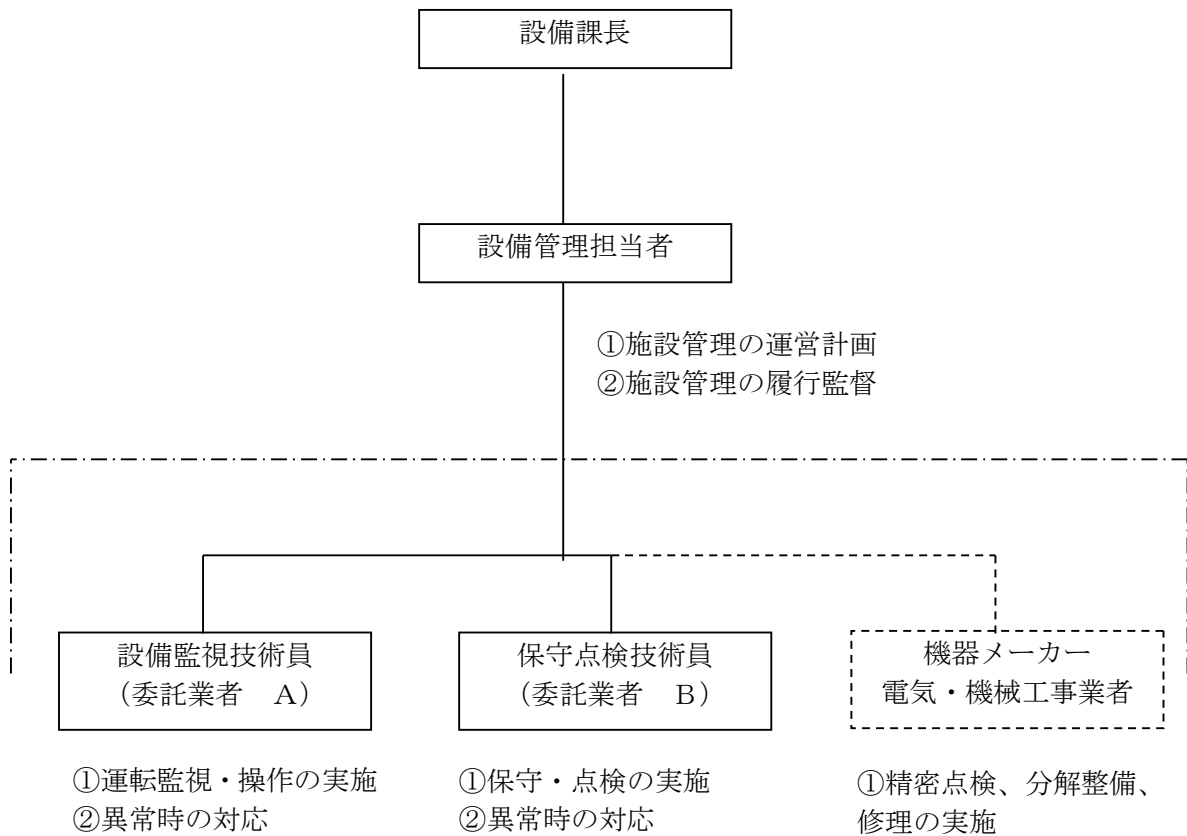 設備課長
設備管理担当者
①施設管理の運営計画
②施設管理の履行監督
設備監視技術員
（委託業者　Ａ）
保守点検技術員
（委託業者　Ｂ）
機器メーカー
電気・機械工事業者
①運転監視・操作の実施
②異常時の対応
①保守・点検の実施
②異常時の対応
①精密点検、分解整備、
修理の実施